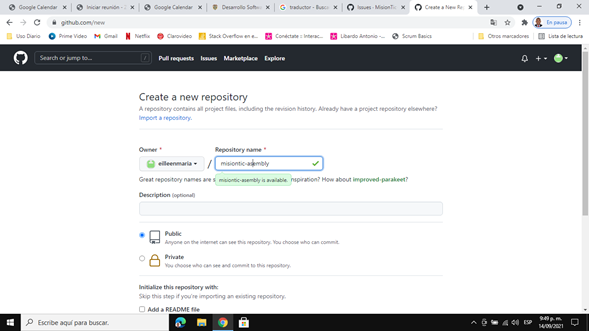 Google Calendar
Iniciar reunión -
Google Calendar
Desarrollo Softw
traductor - Busca
Issues · MisionTi
Create a New Re
github.com/new
En pausa
Uso Diario
Prime Video
Gmail
Netflix
Clarovideo
Stack Overflow en e...
Conéctate : Interac...
Libardo Antonio -...
Scrum Basics
Otros marcadores
Lista de lectura
Search or jump to...
/
Pull requests
Issues
Marketplace
Explore
Create a new repository
A repository contains all project files, including the revision history. Already have a project repository elsewhere?
Import a repository.
Owner *
Repository name *
eilleenmaria
/
misiontic-asembly
Great repository names are s
misiontic-asembly is available.
nspiration? How about improved-parakeet?
Description (optional)
Public
Anyone on the internet can see this repository. You choose who can commit.
Private
You choose who can see and commit to this repository.
Initialize this repository with:
Skip this step if you're importing an existing repository.
Add a README file
Escribe aquí para buscar.
ESP
9:49 p. m.
14/09/2021